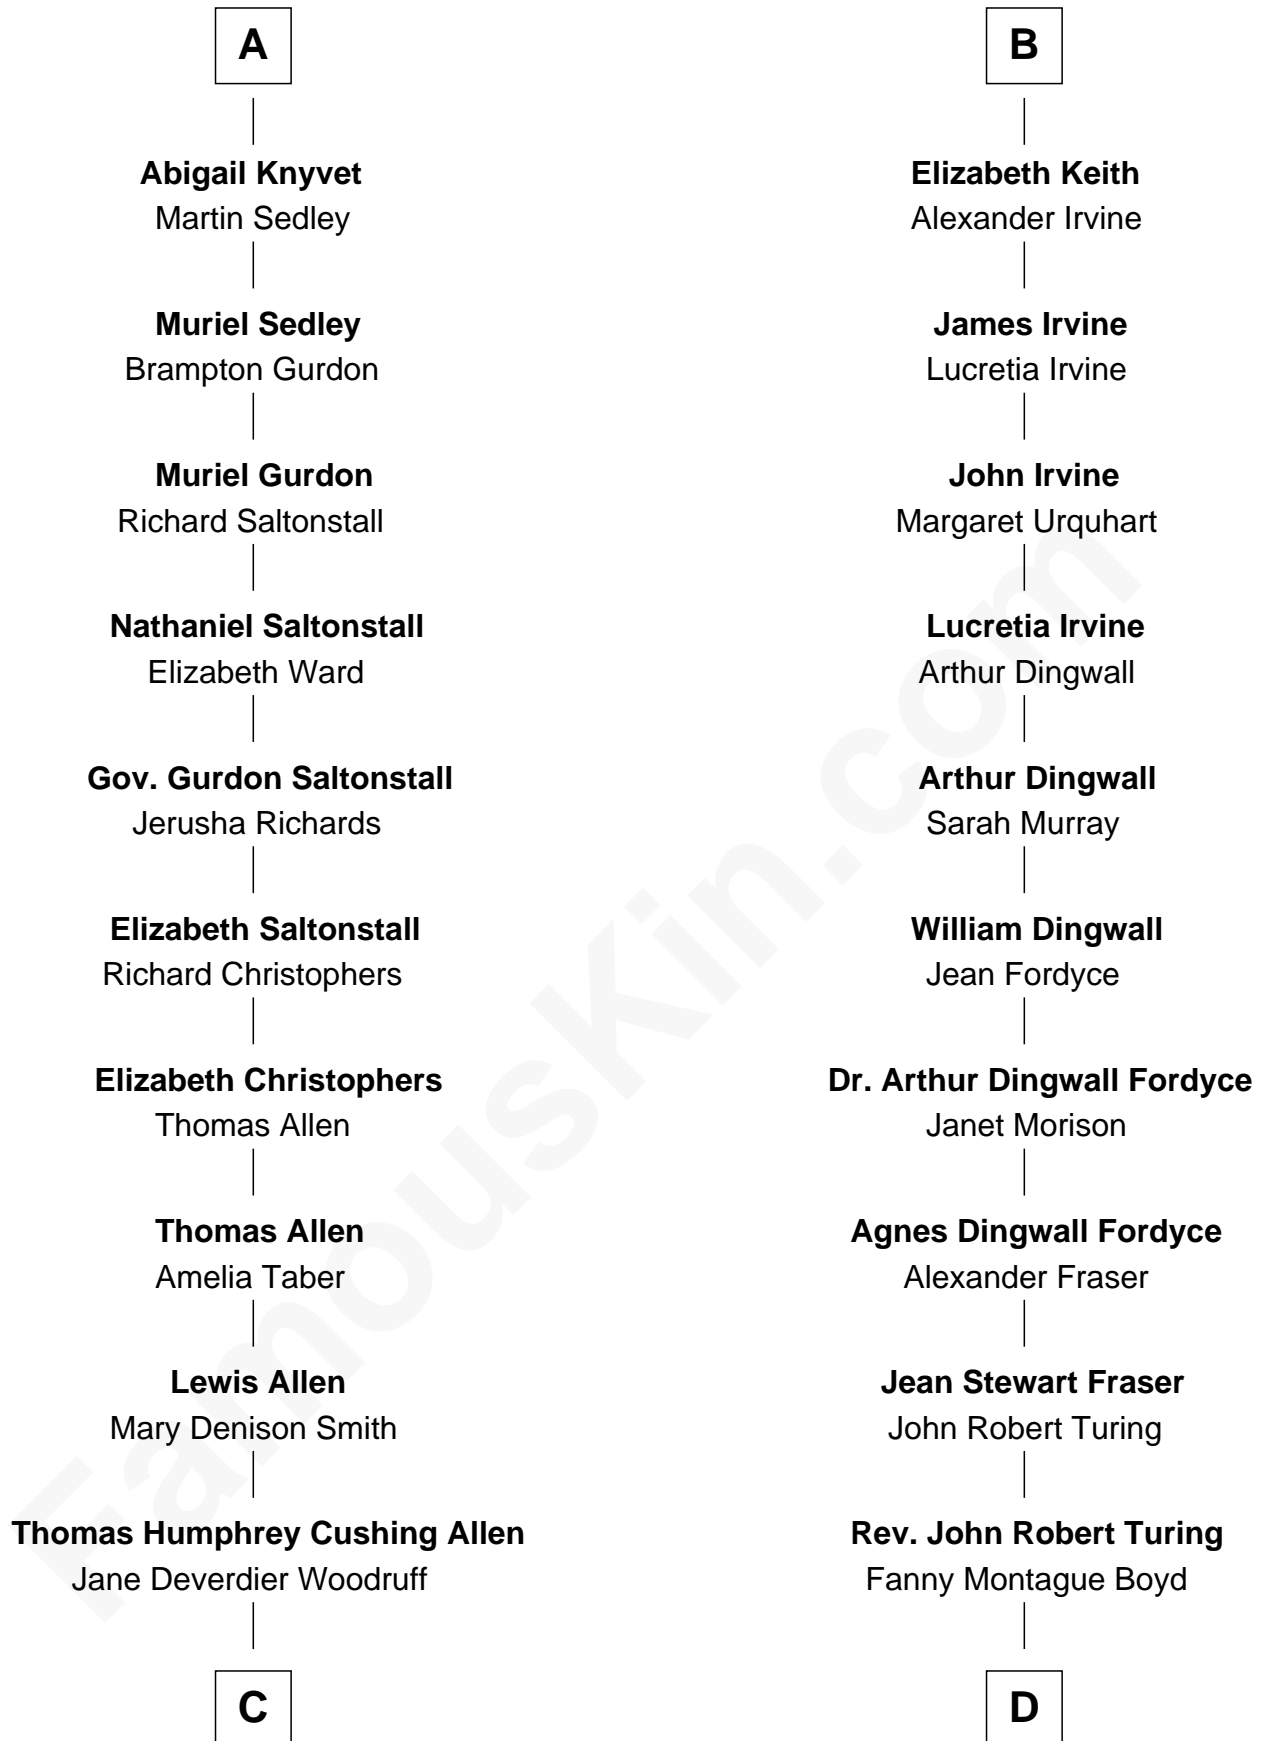 A
Abigail Knyvet
Martin Sedley
Muriel Sedley
Brampton Gurdon
Muriel Gurdon
Richard Saltonstall
Nathaniel Saltonstall
Elizabeth Ward
Gov. Gurdon Saltonstall
Jerusha Richards
Elizabeth Saltonstall
Richard Christophers
Elizabeth Christophers
Thomas Allen
Thomas Allen
Amelia Taber
Lewis Allen
Mary Denison Smith
Thomas Humphrey Cushing Allen
Jane Deverdier Woodruff
C
B
Elizabeth Keith
Alexander Irvine
James Irvine
Lucretia Irvine
John Irvine
Margaret Urquhart
Lucretia Irvine
Arthur Dingwall
Arthur Dingwall
Sarah Murray
William Dingwall
Jean Fordyce
Dr. Arthur Dingwall Fordyce
Janet Morison
Agnes Dingwall Fordyce
Alexander Fraser
Jean Stewart Fraser
John Robert Turing
Rev. John Robert Turing
Fanny Montague Boyd
D
FamousKin.com